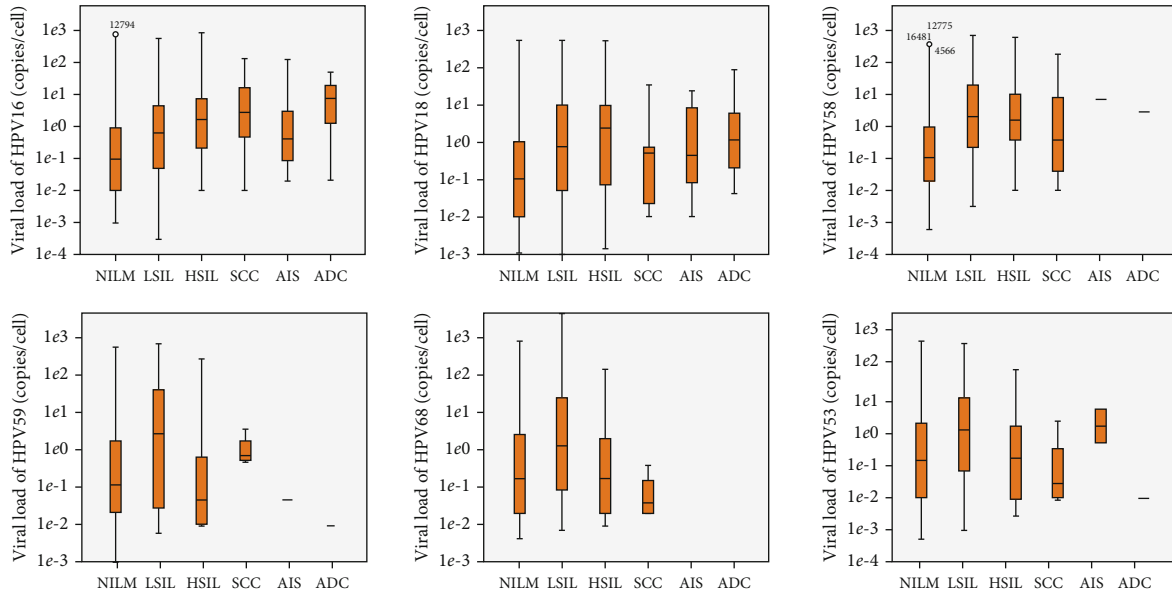 Viral load of HPV16 (copies/cell)
12794
1e3
1e2
1e1
1e0
1e-1
1e-2
1e-3
1e-4
NILM LSIL HSIL SCC AIS ADC
Viral load of HPV18 (copies/cell)
1e3
1e2
1e1
1e0
1e-1
1e-2
1e-3
NILM LSIL HSIL SCC AIS ADC
Viral load of HPV58 (copies/cell)
12775
16481
4566
1e3
1e2
1e1
1e0
1e-1
1e-2
1e-3
1e-4
NILM LSIL HSIL SCC AIS ADC
Viral load of HPV59 (copies/cell)
1e3
1e2
1e1
1e0
1e-1
1e-2
1e-3
NILM LSIL HSIL SCC AIS ADC
Viral load of HPV68 (copies/cell)
1e3
1e2
1e1
1e0
1e-1
1e-2
1e-3
NILM LSIL HSIL SCC AIS ADC
Viral load of HPV53 (copies/cell)
1e3
1e2
1e1
1e0
1e-1
1e-2
1e-3
1e-4
NILM LSIL HSIL SCC AIS ADC